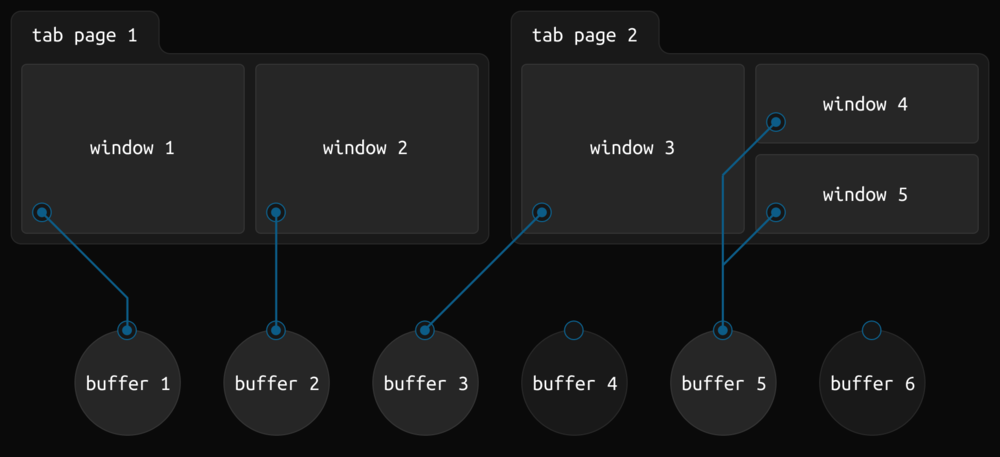 tab page 1
tab page 2
window 1
window 2
window 3
window 4
window 5
buffer 1
buffer 2
buffer 3
buffer 4
buffer 5
buffer 6